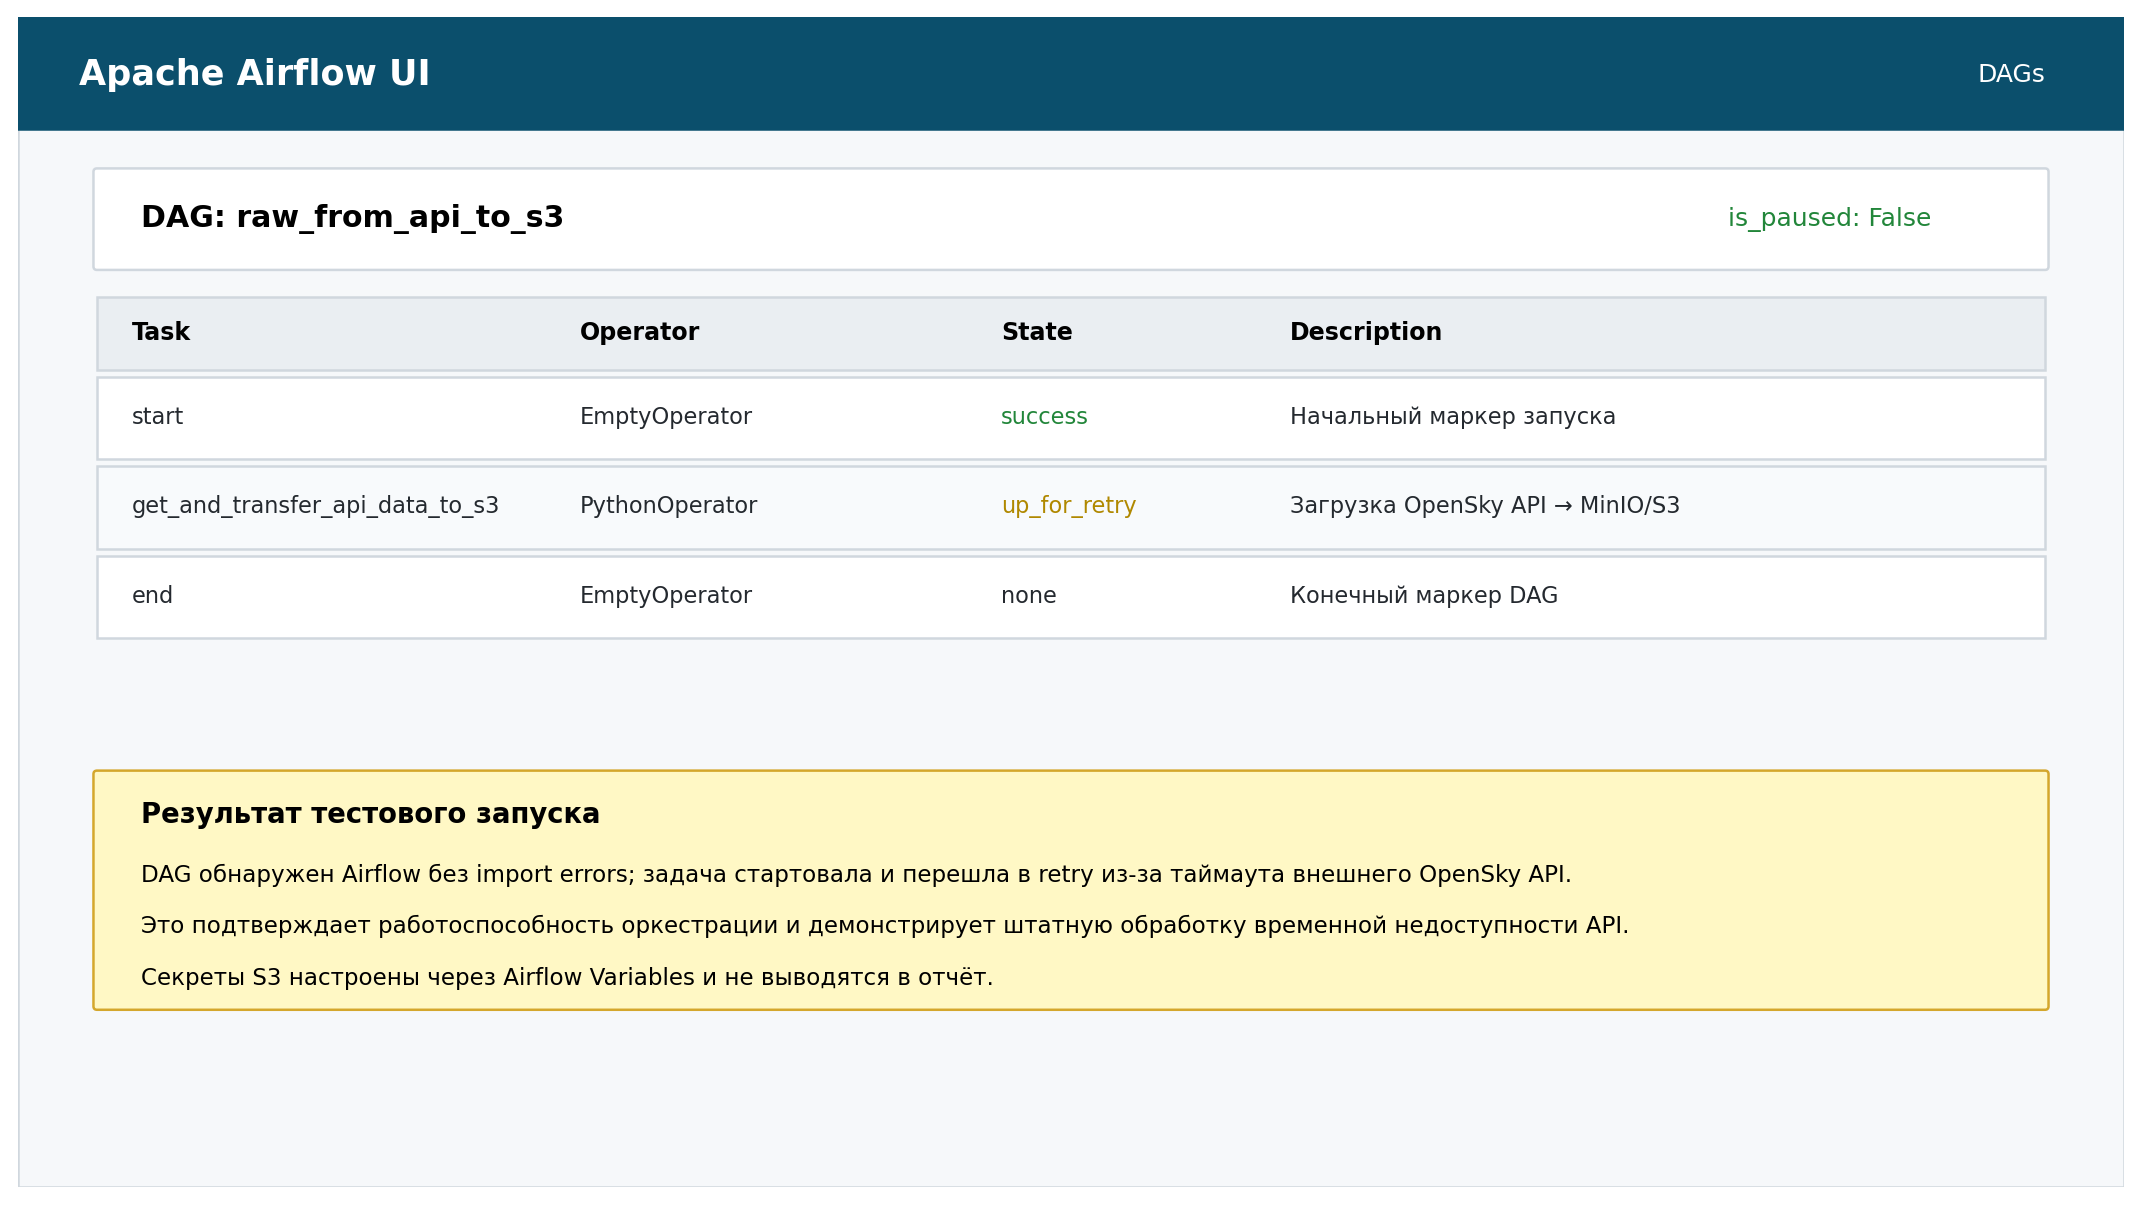 Apache Airflow UI
DAGs
DAG: raw_from_api_to_s3
is_paused: False
Task Operator State Description
start EmptyOperator success Начальный маркер запуска
get_and_transfer_api_data_to_s3 PythonOperator up_for_retry Загрузка OpenSky API → MinIO/S3
end EmptyOperator none Конечный маркер DAG
Результат тестового запуска
DAG обнаружен Airflow без import errors; задача стартовала и перешла в retry из-за таймаута внешнего OpenSky API.
Это подтверждает работоспособность оркестрации и демонстрирует штатную обработку временной недоступности API.
Секреты S3 настроены через Airflow Variables и не выводятся в отчёт.